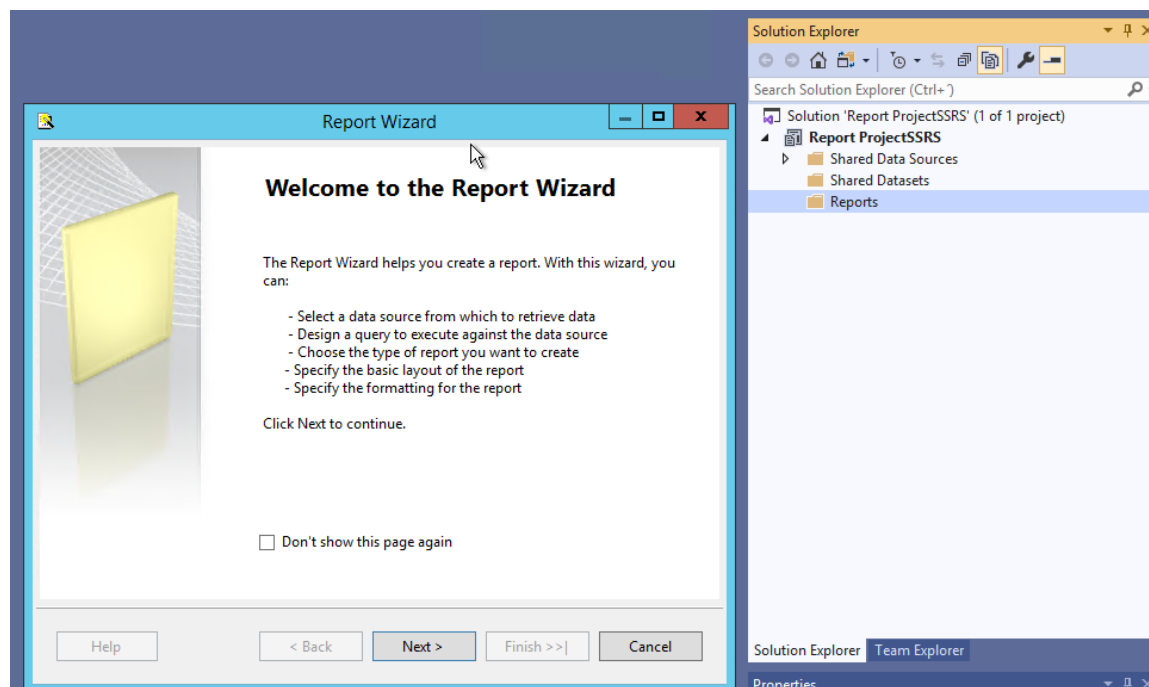 Report Wizard
Welcome to the Report Wizard
The Report Wizard helps you create a report. With this wizard, you
can:
- Select a data source from which to retrieve data
- Design a query to execute against the data source
- Choose the type of report you want to create
- Specify the basic layout of the report
- Specify the formatting for the report
Click Next to continue.
Don't show this page again
Help
< Back
Next >
Finish >>|
Cancel
Solution Explorer
Search Solution Explorer (Ctrl+´)
Solution 'Report ProjectSSRS' (1 of 1 project)
Report ProjectSSRS
Shared Data Sources
Shared Datasets
Reports
Solution Explorer Team Explorer
Properties